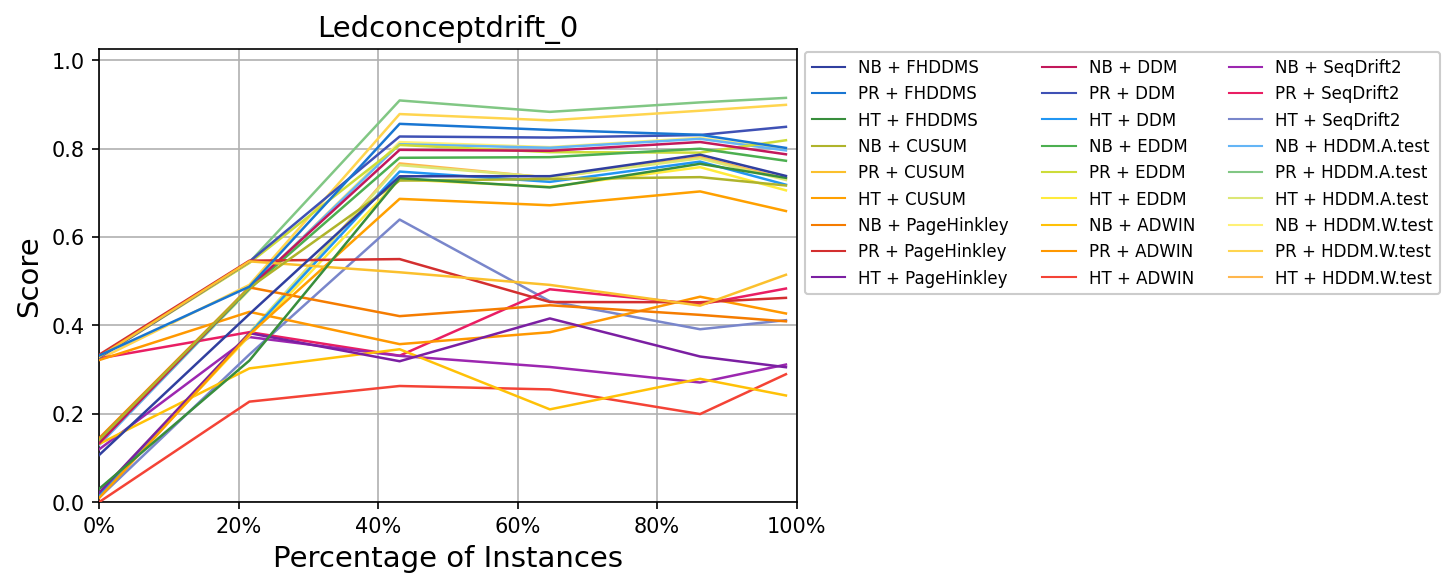 Ledconceptdrift_0
Score
1.0
0.8
0.6
0.4
0.2
0.0
0%
20%
40%
60%
80%
100%
Percentage of Instances
NB + FHDDMS
PR + FHDDMS
HT + FHDDMS
NB + CUSUM
PR + CUSUM
HT + CUSUM
NB + PageHinkley
PR + PageHinkley
HT + PageHinkley
NB + DDM
PR + DDM
HT + DDM
NB + EDDM
PR + EDDM
HT + EDDM
NB + ADWIN
PR + ADWIN
HT + ADWIN
NB + SeqDrift2
PR + SeqDrift2
HT + SeqDrift2
NB + HDDM.A.test
PR + HDDM.A.test
HT + HDDM.A.test
NB + HDDM.W.test
PR + HDDM.W.test
HT + HDDM.W.test